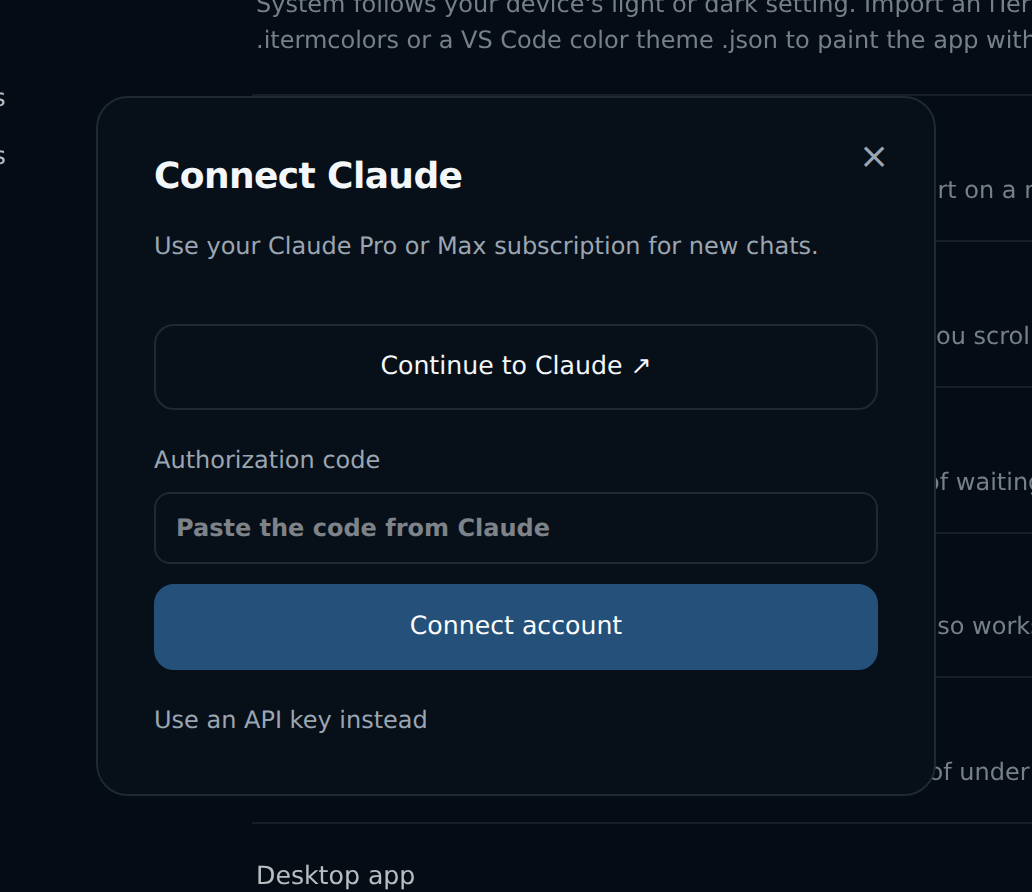 System follows your device's light or dark setting. Import an
.itermcolors or a VS Code color theme .json to paint the app with
s
s
Connect Claude
×
Use your Claude Pro or Max subscription for new chats.
rt on a
Continue to Claude ↗
ou scrol
Authorization code
of waiting
Paste the code from Claude
Connect account
so works
Use an API key instead
of under
Desktop app